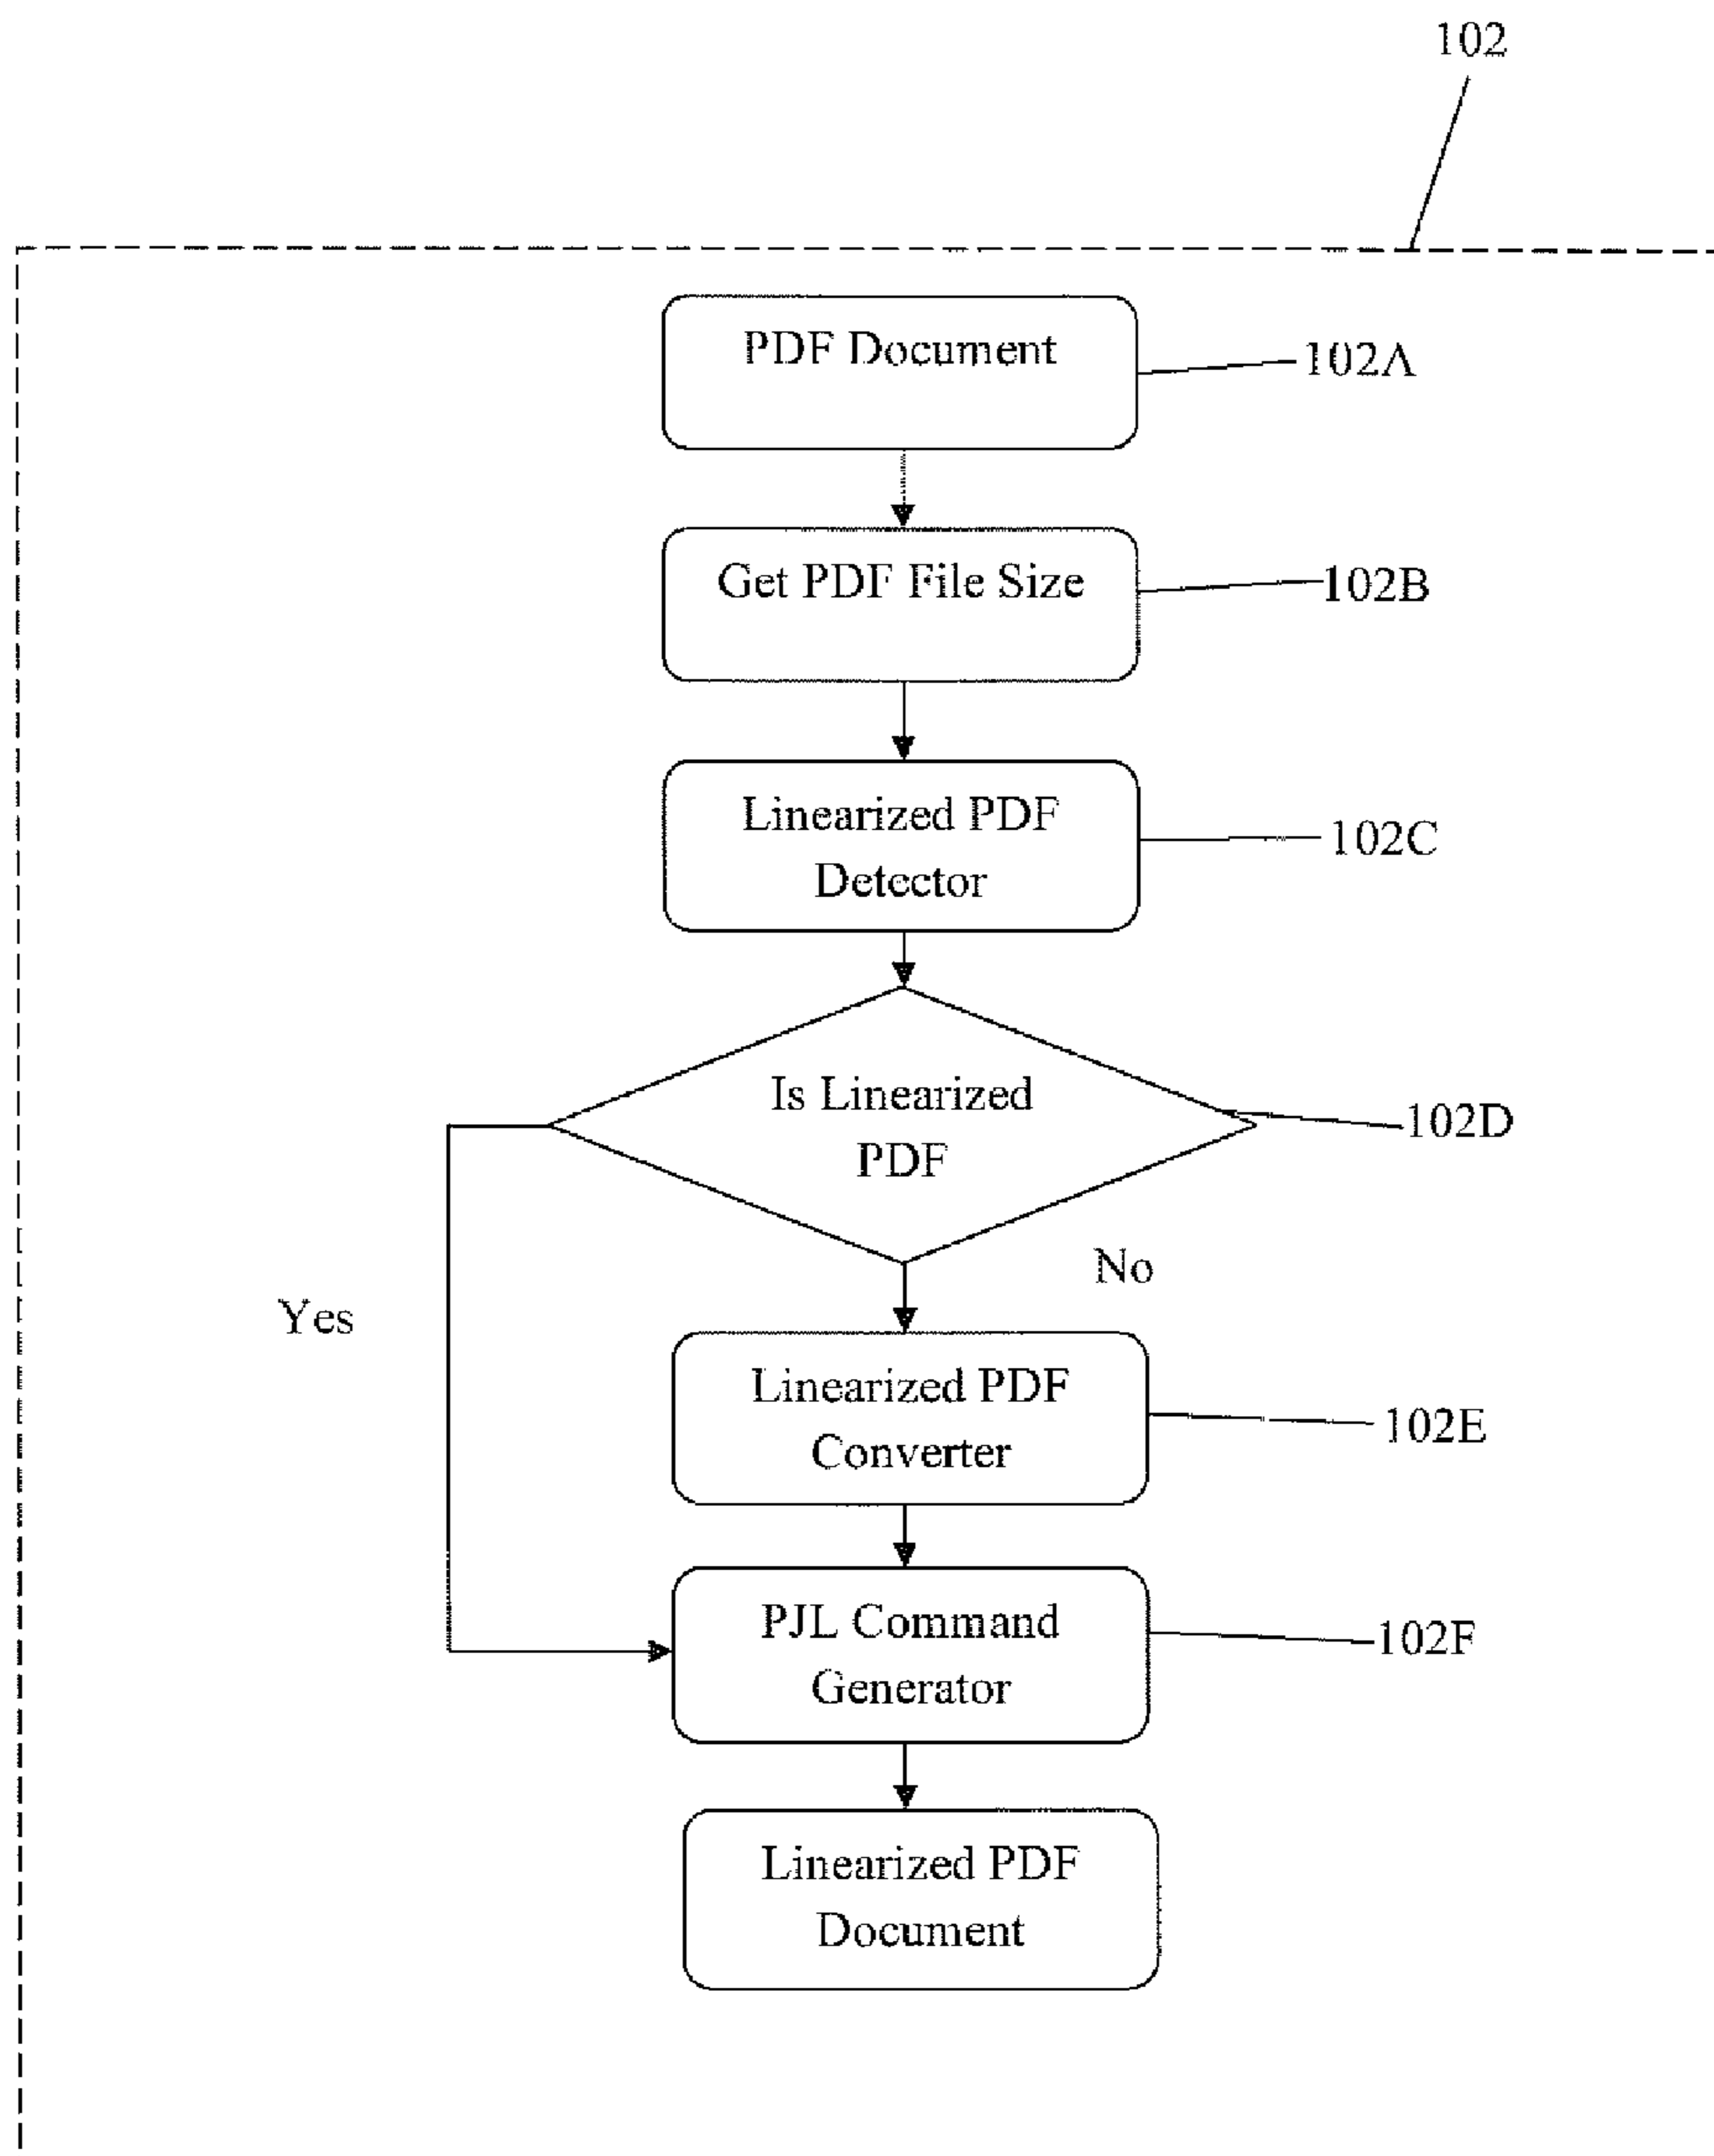 102
PDF Document
102A
Get PDF File Size
102B
Linearized PDF
Detector
102C
Is Linearized
PDF
102D
No
Yes
Linearized PDF
Converter
102E
PJL Command
Generator
102F
Linearized PDF
Document